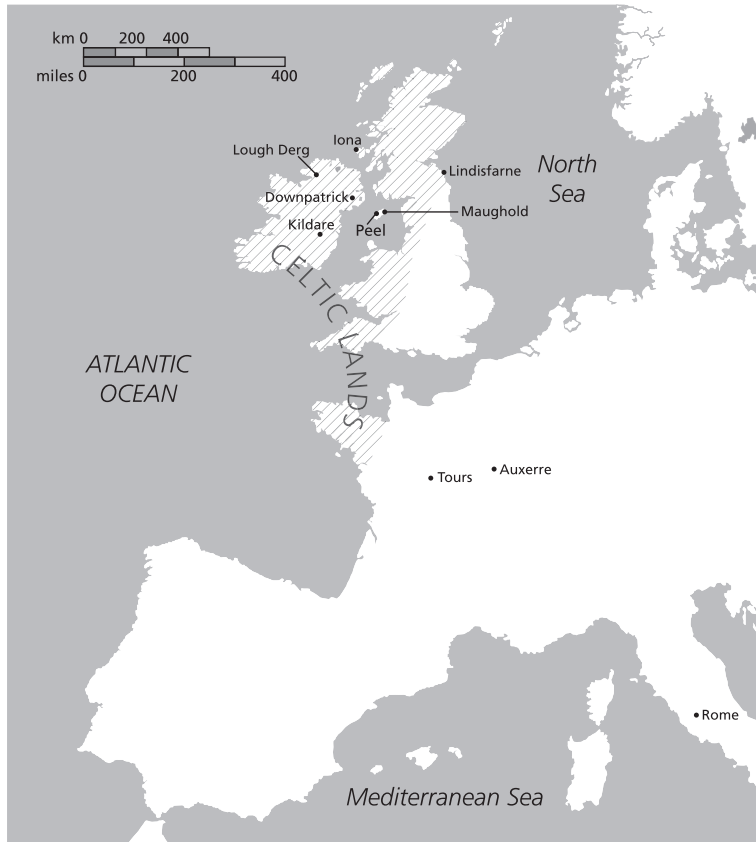 km 0 200 400
miles 0 200 400
Iona
Lough Derg
Lindisfarne
North
Sea
Downpatrick
Maughold
Kildare
Peel
CELTIC LANDS
ATLANTIC
OCEAN
Tours
Auxerre
Rome
Mediterranean Sea